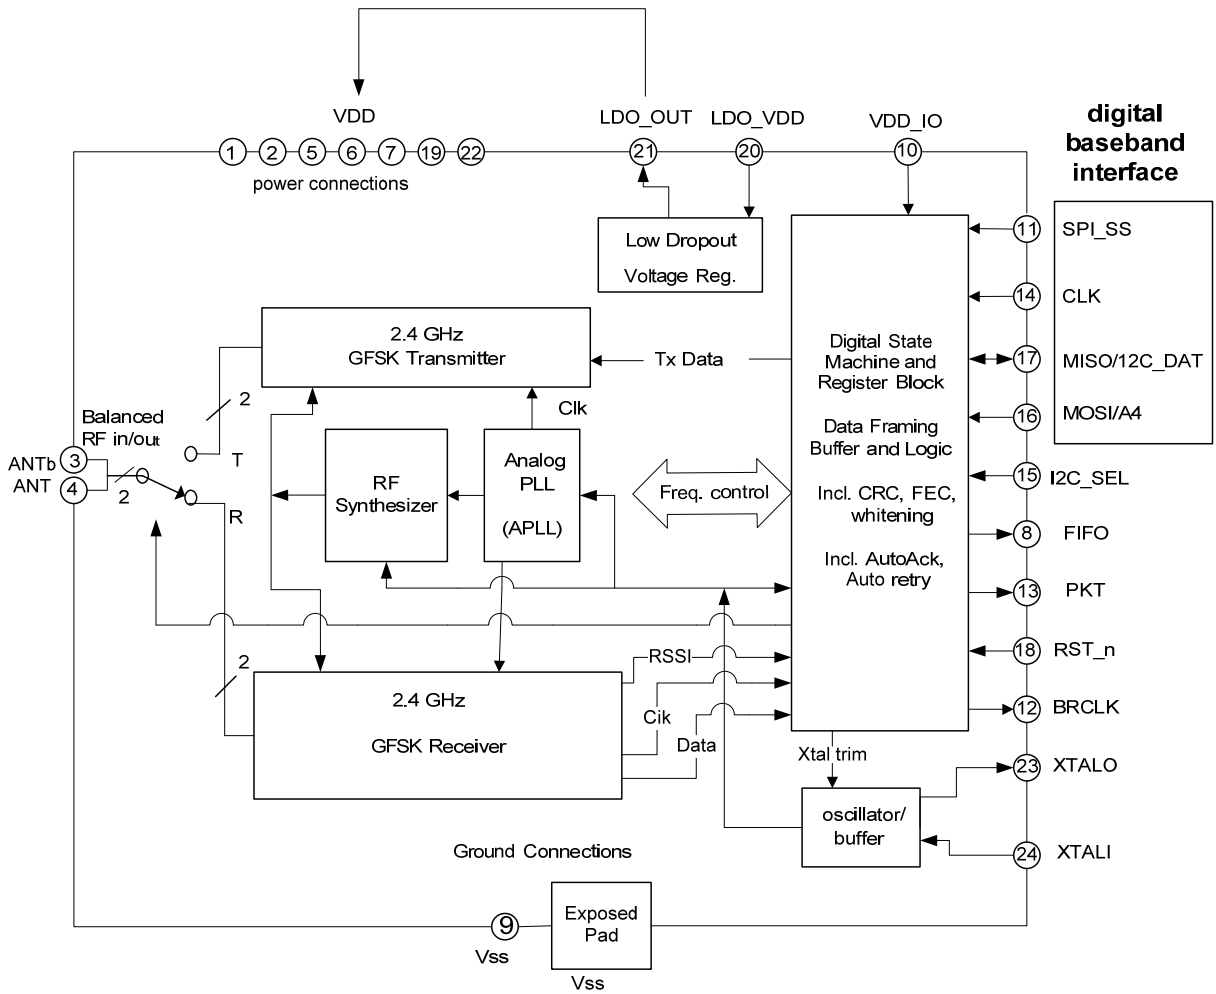 VDD
LDO_OUT
LDO_VDD
VDD_IO
digital
baseband
interface
1
2
5
6
7
19
22
21
20
10
power connections
Low Dropout
Voltage Reg.
11
SPI_SS
14
CLK
17
MISO/12C_DAT
16
MOSI/A4
15
I2C_SEL
8
FIFO
13
PKT
18
RST_n
12
BRCLK
23
XTALO
24
XTALI
2.4 GHz
GFSK Transmitter
Tx Data
Digital State
Machine and
Register Block
Data Framing
Buffer and Logic
Incl. CRC, FEC,
whitening
Incl. AutoAck,
Auto retry
2
Clk
Balanced
RF in/out
ANTb
3
ANT
4
2
T
R
RF
Synthesizer
Analog
PLL
(APLL)
Freq. control
2
RSSI
Cik
Data
2.4 GHz
GFSK Receiver
Xtal trim
oscillator/
buffer
Ground Connections
9
Vss
Exposed
Pad
Vss